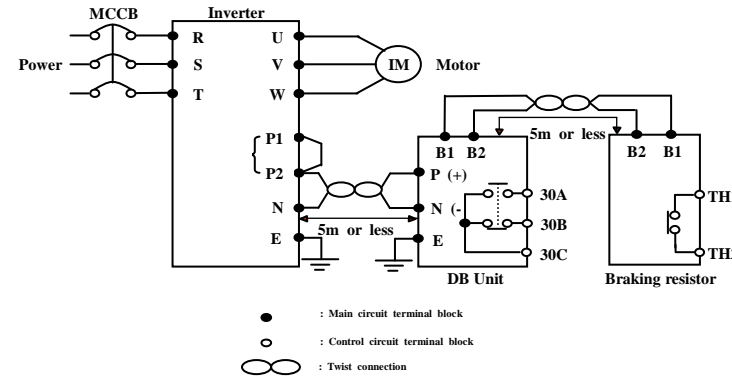 MCCB
Inverter
Power
R
S
T
U
V
W
IM
Motor
P1
P2
N
E
5m or less
B1 B2
P (+)
N (-
E
30A
30B
30C
DB Unit
5m or less
B2 B1
TH
TH
Braking resistor
: Main circuit terminal block
: Control circuit terminal block
: Twist connection